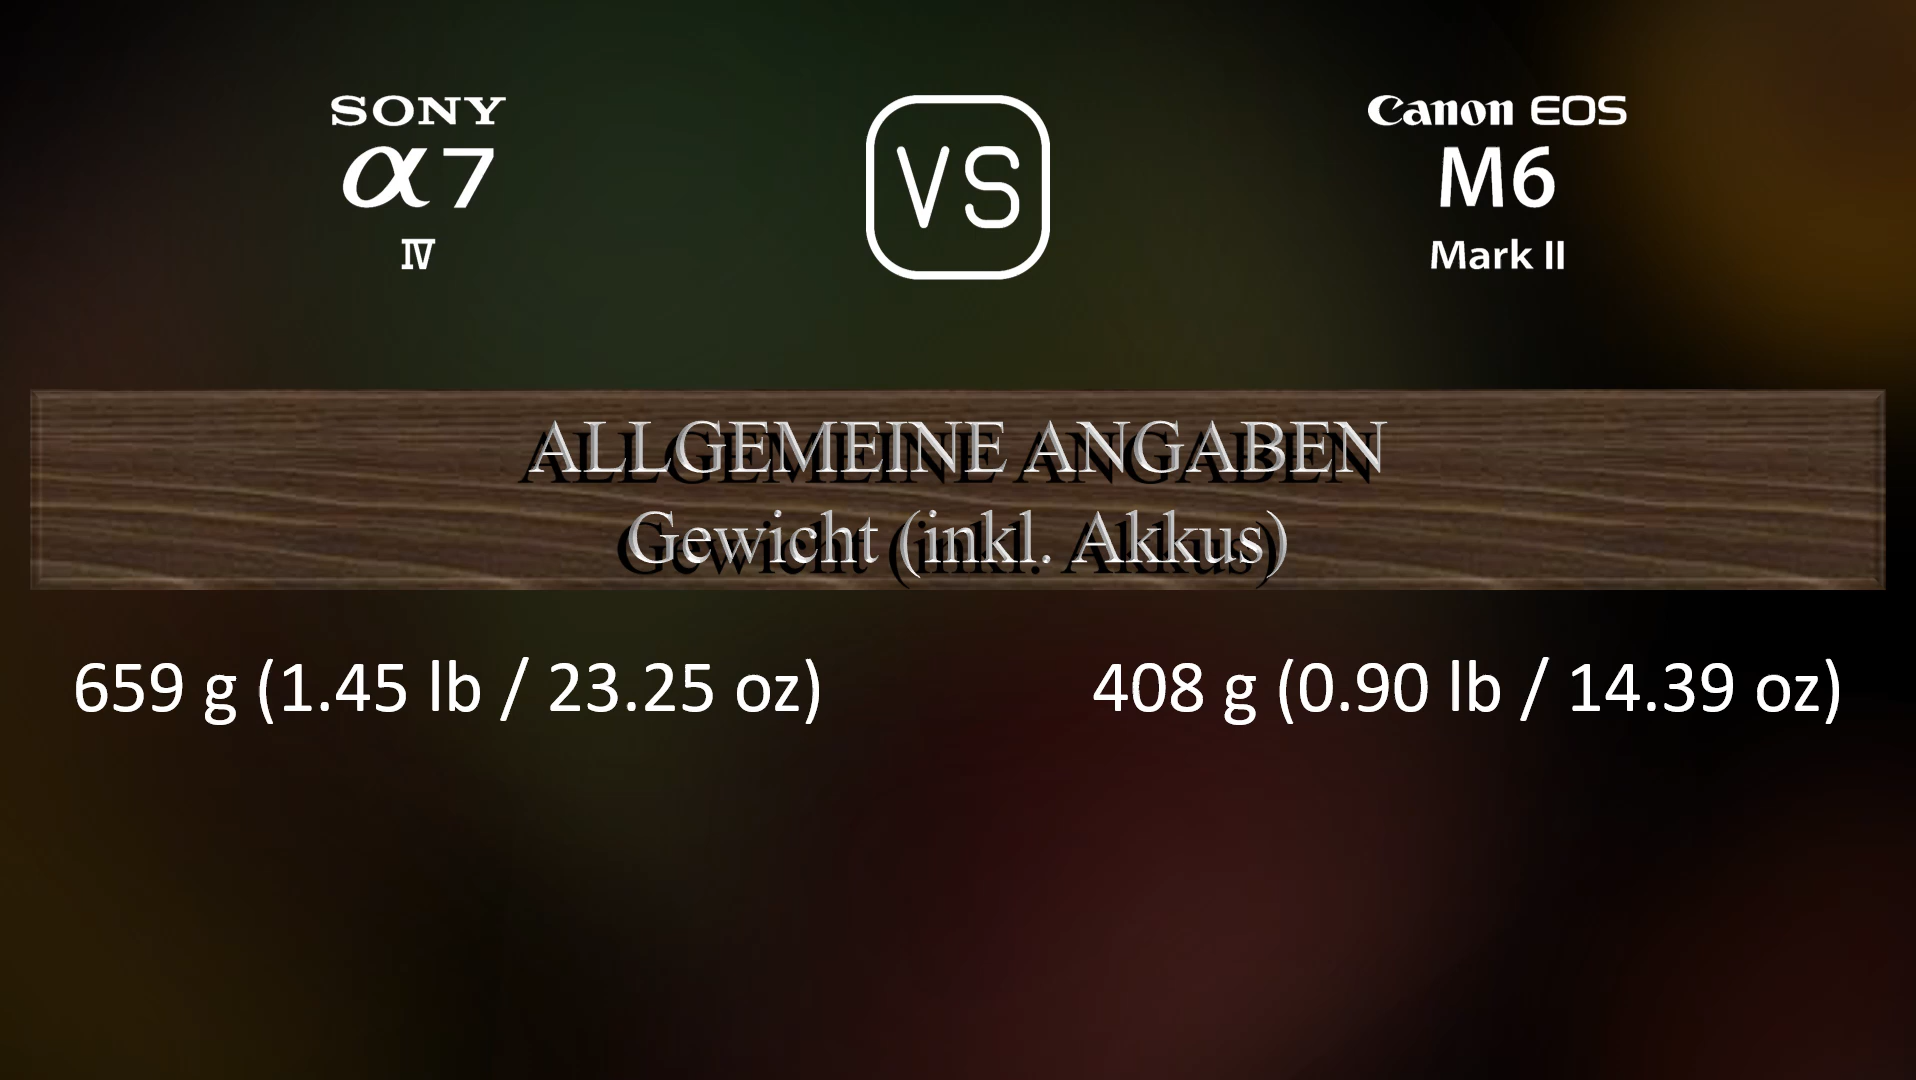 SONY
α7
IV
VS
Canon EOS
M6
Mark II
ALLGEMEINE ANGABEN
Gewicht (inkl. Akkus)
659 g (1.45 lb / 23.25 oz)
408 g (0.90 lb / 14.39 oz)